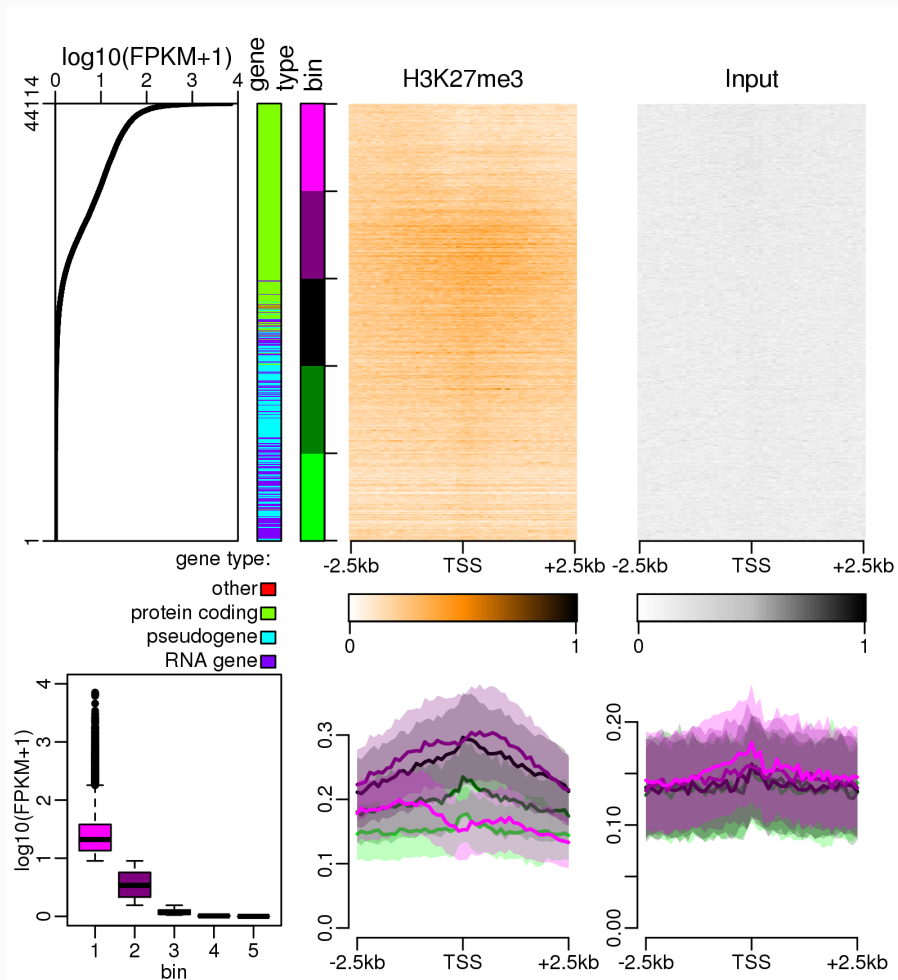 log10(FPKM+1)
0 1 2 3 4
44114
1
gene
type
bin
H3K27me3
-2.5kb TSS +2.5kb
0 1
Input
-2.5kb TSS +2.5kb
0 1
gene type:
other
protein coding
pseudogene
RNA gene
log10(FPKM+1)
4
3
2
1
0
1 2 3 4 5
bin
0.3
0.2
0.1
0.0
-2.5kb TSS +2.5kb
0.20
0.10
0.00
-2.5kb TSS +2.5kb